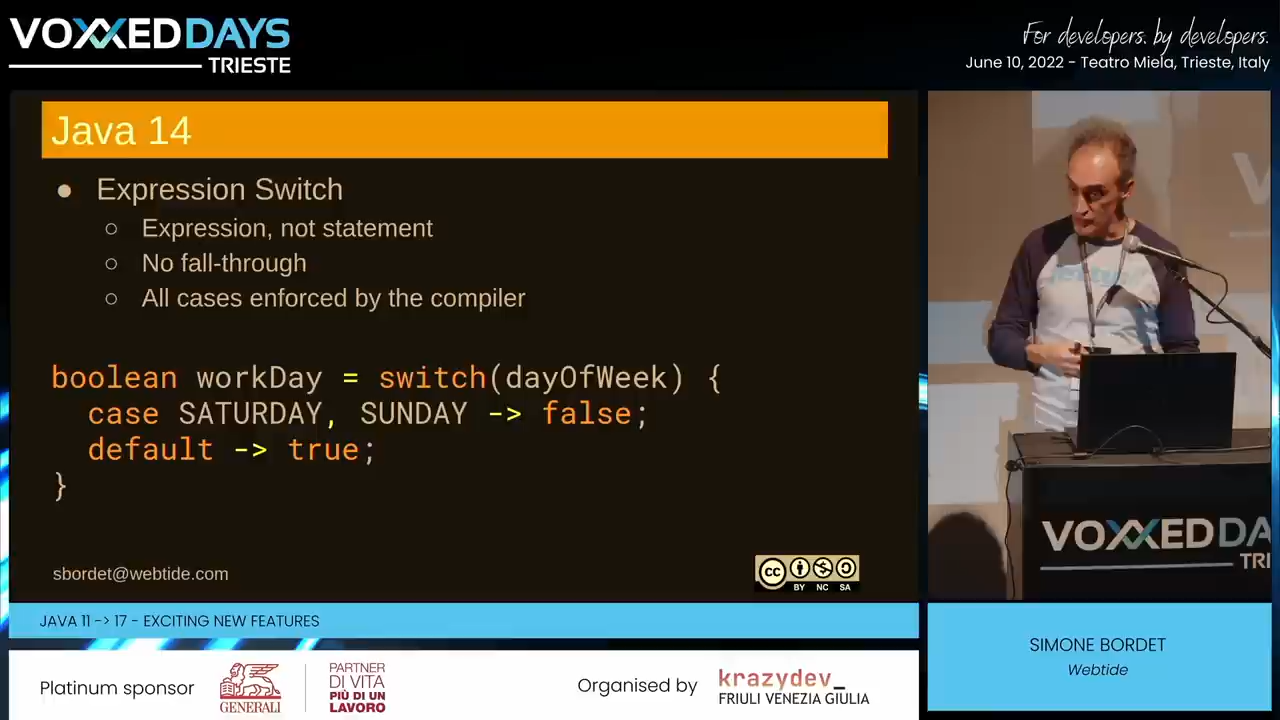 VOXXEDDAYS
TRIESTE
For developers. by developers.
June 10, 2022 - Teatro Miela, Trieste, Italy
Java 14
● Expression Switch
○ Expression, not statement
○ No fall-through
○ All cases enforced by the compiler
boolean workDay = switch(dayOfWeek) {
case SATURDAY, SUNDAY -> false;
default -> true;
}
sbordet@webtide.com
CC BY NC SA
JAVA 11 -> 17 - EXCITING NEW FEATURES
VOXXEDDA
TRI
SIMONE BORDET
Webtide
Platinum sponsor
GENERALI
PARTNER
DI VITA
PIÙ DI UN
LAVORO
Organised by
krazydev_
FRIULI VENEZIA GIULIA